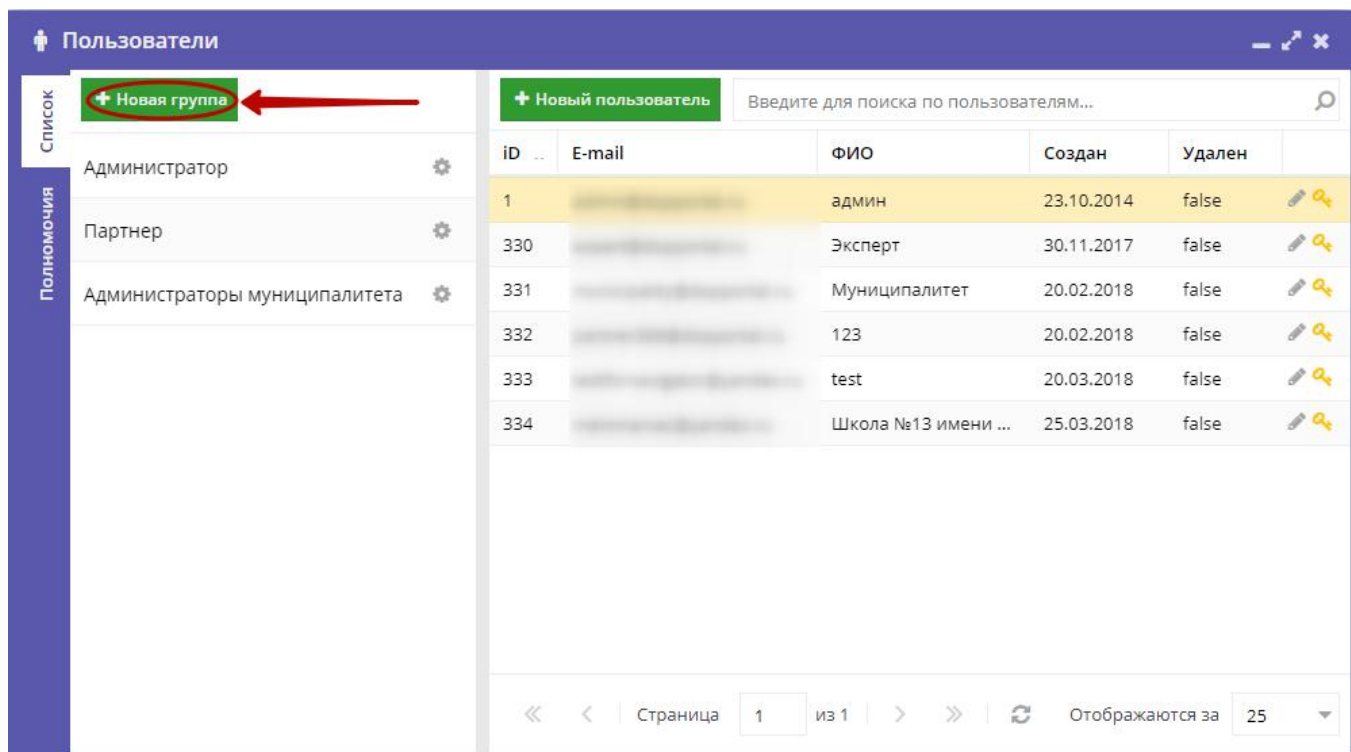 Пользователи
Список
Полномочия
+ Новая группа
Администратор
Партнер
Администраторы муниципалитета
+ Новый пользователь
Введите для поиска по пользователям...
iD .. E-mail ФИО Создан Удален
1 админ 23.10.2014 false
330 Эксперт 30.11.2017 false
331 Муниципалитет 20.02.2018 false
332 123 20.02.2018 false
333 test 20.03.2018 false
334 Школа №13 имени ... 25.03.2018 false
Страница 1 из 1 Отображаются за 25